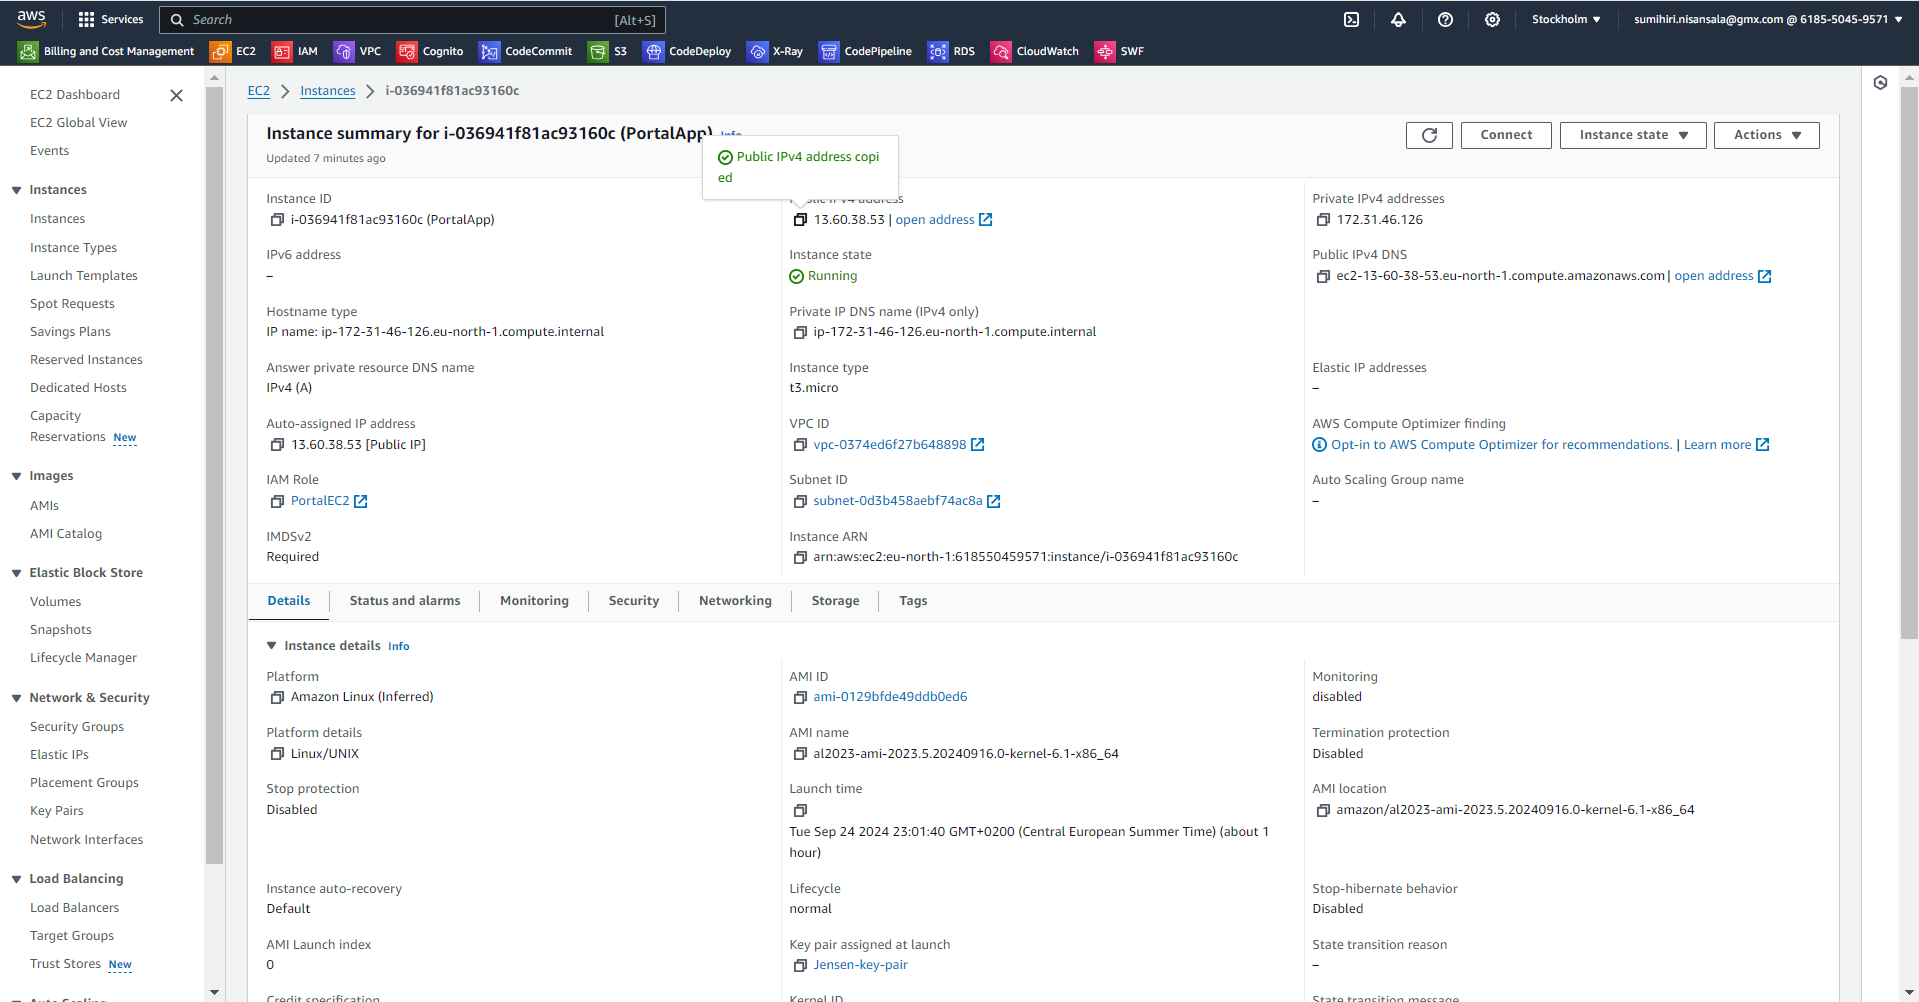 aws Services Search [Alt+S] Stockholm ▼ sumihiri.nisansala@gmx.com @ 6185-5045-9571 ▼
Billing and Cost Management EC2 IAM VPC Cognito CodeCommit S3 CodeDeploy X-Ray CodePipeline RDS CloudWatch SWF
EC2 Dashboard
EC2 Global View
Events
Instances
Instances
Instance Types
Launch Templates
Spot Requests
Savings Plans
Reserved Instances
Dedicated Hosts
Capacity
Reservations New
Images
AMIs
AMI Catalog
Elastic Block Store
Volumes
Snapshots
Lifecycle Manager
Network & Security
Security Groups
Elastic IPs
Placement Groups
Key Pairs
Network Interfaces
Load Balancing
Load Balancers
Target Groups
Trust Stores New
Auto Scaling
EC2 > Instances > i-036941f81ac93160c
Instance summary for i-036941f81ac93160c (PortalApp) Info
Updated 7 minutes ago
Connect Instance state ▼ Actions ▼
Public IPv4 address copi
ed
Instance ID
i-036941f81ac93160c (PortalApp)
Public IPv4 address
13.60.38.53 | open address
Private IPv4 addresses
172.31.46.126
IPv6 address
–
Instance state
Running
Public IPv4 DNS
ec2-13-60-38-53.eu-north-1.compute.amazonaws.com | open address
Hostname type
IP name: ip-172-31-46-126.eu-north-1.compute.internal
Private IP DNS name (IPv4 only)
ip-172-31-46-126.eu-north-1.compute.internal
Answer private resource DNS name
IPv4 (A)
Instance type
t3.micro
Elastic IP addresses
–
Auto-assigned IP address
13.60.38.53 [Public IP]
VPC ID
vpc-0374ed6f27b648898
AWS Compute Optimizer finding
Opt-in to AWS Compute Optimizer for recommendations. | Learn more
IAM Role
PortalEC2
Subnet ID
subnet-0d3b458aebf74ac8a
Auto Scaling Group name
–
IMDSv2
Required
Instance ARN
arn:aws:ec2:eu-north-1:618550459571:instance/i-036941f81ac93160c
Details Status and alarms Monitoring Security Networking Storage Tags
Instance details Info
Platform
Amazon Linux (Inferred)
AMI ID
ami-0129bfde49ddb0ed6
Monitoring
disabled
Platform details
Linux/UNIX
AMI name
al2023-ami-2023.5.20240916.0-kernel-6.1-x86_64
Termination protection
Disabled
Stop protection
Disabled
Launch time
Tue Sep 24 2024 23:01:40 GMT+0200 (Central European Summer Time) (about 1
hour)
AMI location
amazon/al2023-ami-2023.5.20240916.0-kernel-6.1-x86_64
Instance auto-recovery
Default
Lifecycle
normal
Stop-hibernate behavior
Disabled
AMI Launch index
0
Key pair assigned at launch
Jensen-key-pair
State transition reason
–
Credit specification
Kernel ID
State transition message